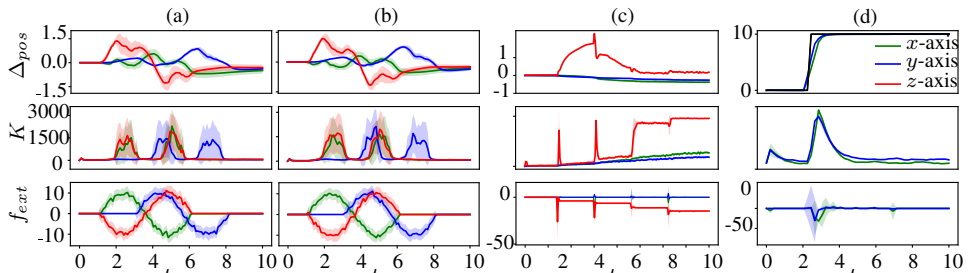 (a) (b) (c) (d)
Δpos 1.5 0.0 -1.5 1 0 -1 10 0 x-axis
y-axis
z-axis
K 3000 1500 0
fext 10 0 -10 0 -50 -50
0 2 4 6 8 10 0 2 4 6 8 10 0 2 4 6 8 10 0 2 4 6 8 10